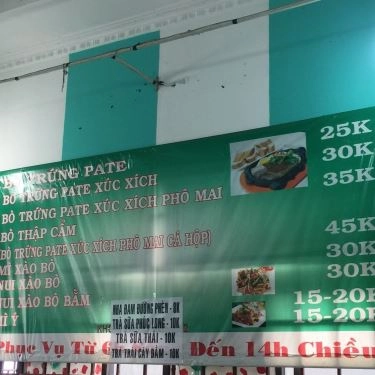 BÒ TRỨNG PATE 25K
BÒ TRỨNG PATE XÚC XÍCH 30K
BÒ TRỨNG PATE XÚC XÍCH PHÔ MAI 35K
BÒ THẬP CẨM
BÒ TRỨNG PATE XÚC XÍCH PHÔ MAI CÁ HỘP) 45K
MÌ XÀO BÒ 30K
NUI XÀO BÒ 30K
NUI XÀO BÒ BẰM 15-20K
MÌ Ý 15-20K
NHA ĐAM ĐƯỜNG PHÈN - 8K
TRÀ SỮA PHÚC LONG - 10K
TRÀ SỮA THÁI - 10K
TRÀ TRÁI CÂY ĐẦM - 10K
Phục Vụ Từ Đến 14h Chiều